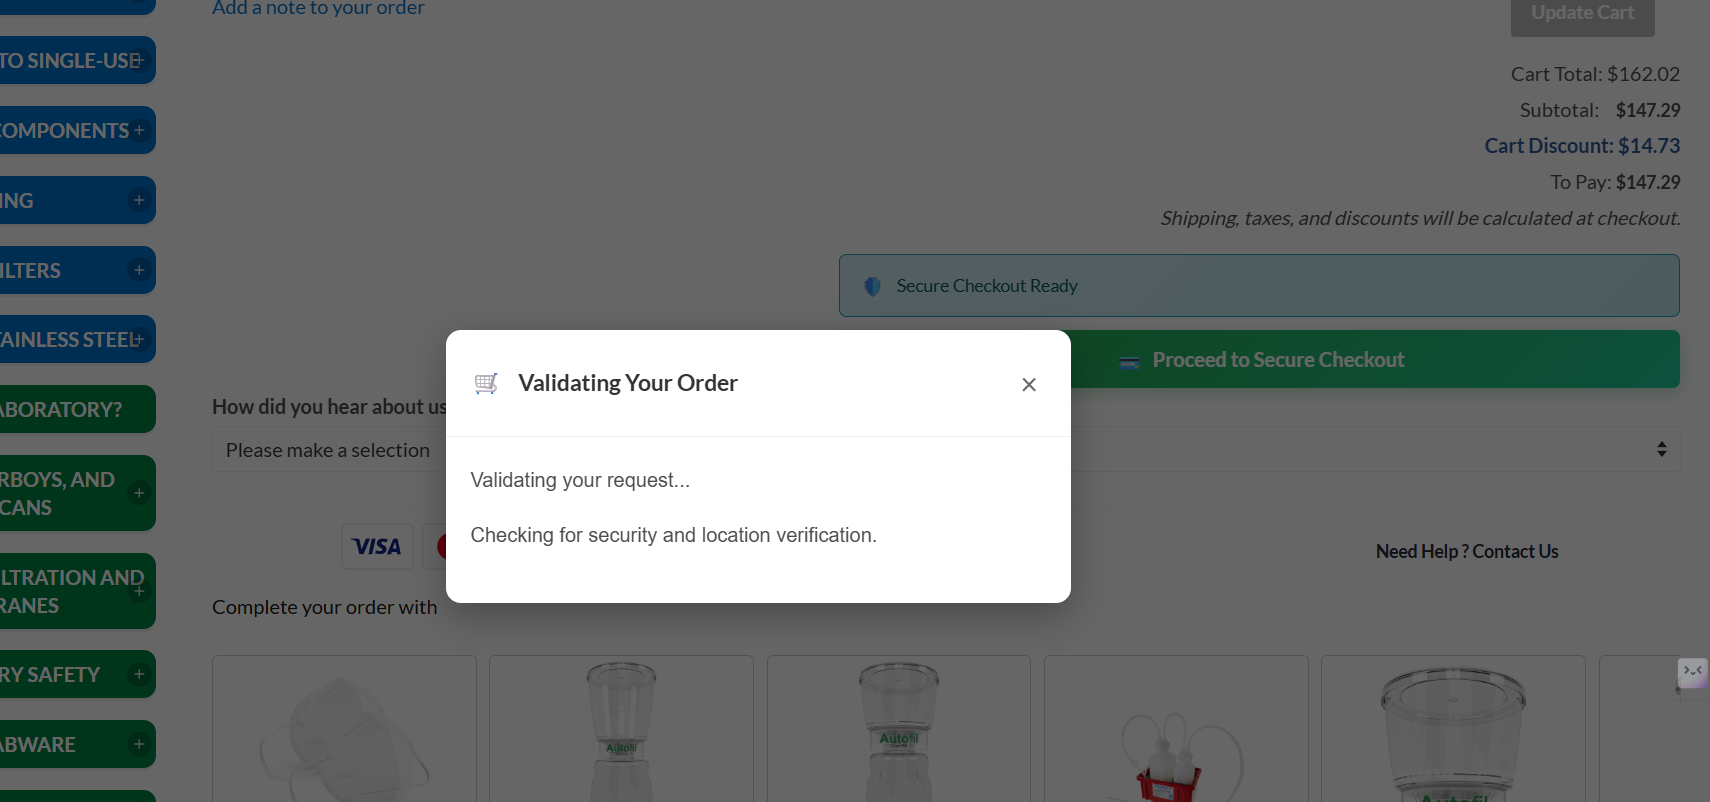 Add a note to your order
Update Cart
TO SINGLE-USE
COMPONENTS
ING
ILTERS
TAINLESS STEEL
ABORATORY?
RBOYS, AND
CANS
ILTRATION AND
RANES
RY SAFETY
ABWARE
Cart Total: $162.02
Subtotal: $147.29
Cart Discount: $14.73
To Pay: $147.29
Shipping, taxes, and discounts will be calculated at checkout.
Secure Checkout Ready
Proceed to Secure Checkout
Validating Your Order
Validating your request...
Checking for security and location verification.
How did you hear about us
Please make a selection
VISA
Need Help ? Contact Us
Complete your order with
Autofil
Autofil
Autofil